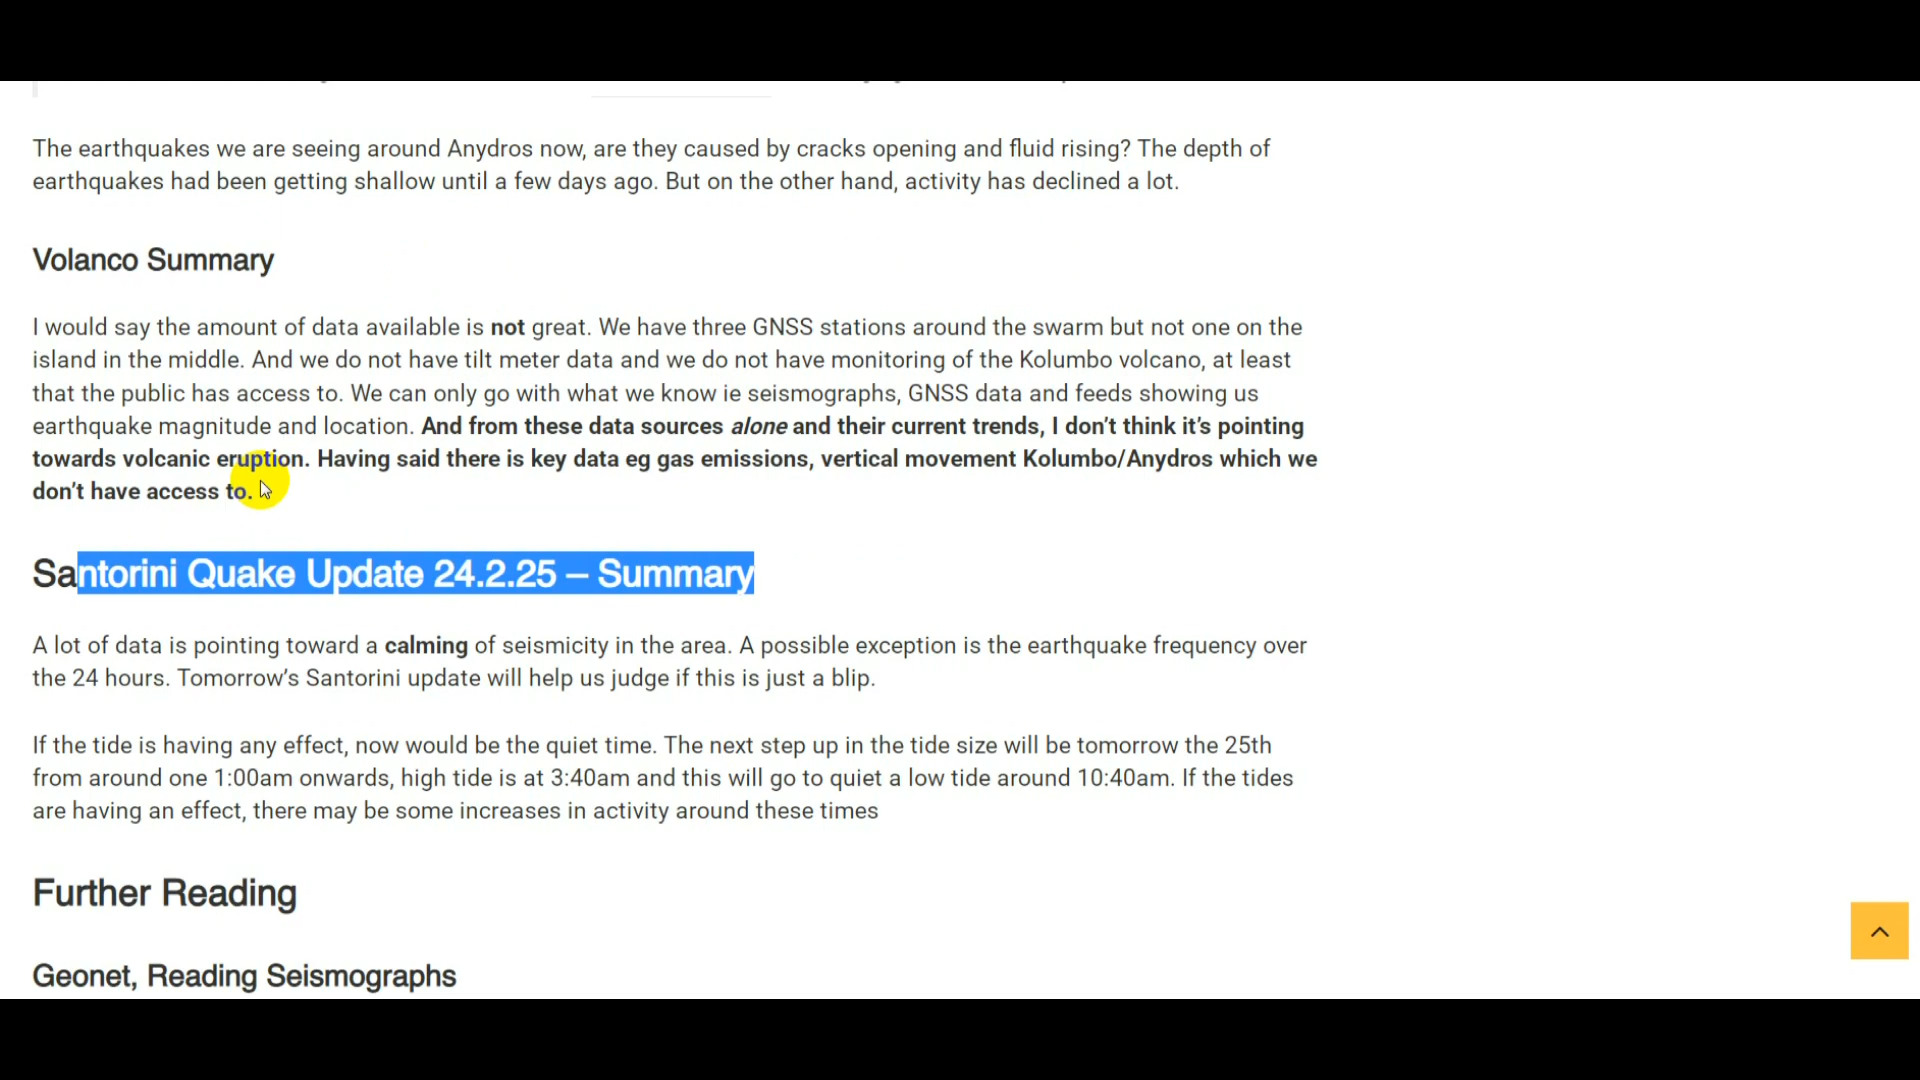 The earthquakes we are seeing around Anydros now, are they caused by cracks opening and fluid rising? The depth of
earthquakes had been getting shallow until a few days ago. But on the other hand, activity has declined a lot.
Volanco Summary
I would say the amount of data available is not great. We have three GNSS stations around the swarm but not one on the
island in the middle. And we do not have tilt meter data and we do not have monitoring of the Kolumbo volcano, at least
that the public has access to. We can only go with what we know ie seismographs, GNSS data and feeds showing us
earthquake magnitude and location. And from these data sources alone and their current trends, I don’t think it’s pointing
towards volcanic eruption. Having said there is key data eg gas emissions, vertical movement Kolumbo/Anydros which we
don’t have access to.
Santorini Quake Update 24.2.25 – Summary
A lot of data is pointing toward a calming of seismicity in the area. A possible exception is the earthquake frequency over
the 24 hours. Tomorrow’s Santorini update will help us judge if this is just a blip.
If the tide is having any effect, now would be the quiet time. The next step up in the tide size will be tomorrow the 25th
from around one 1:00am onwards, high tide is at 3:40am and this will go to quiet a low tide around 10:40am. If the tides
are having an effect, there may be some increases in activity around these times
Further Reading
Geonet, Reading Seismographs